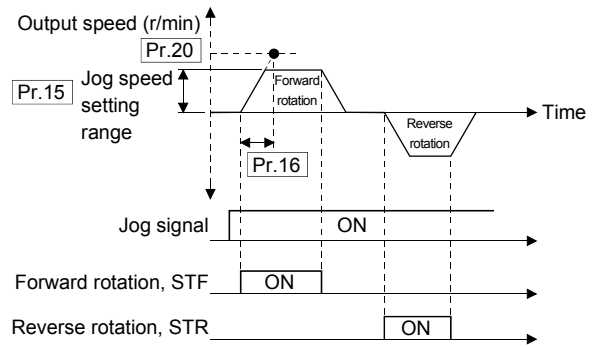 Output speed (r/min)
Pr.20
Pr.15
Jog speed
setting
range
Forward
rotation
Time
Reverse
rotation
Pr.16
Jog signal
ON
Forward rotation, STF
ON
Reverse rotation, STR
ON